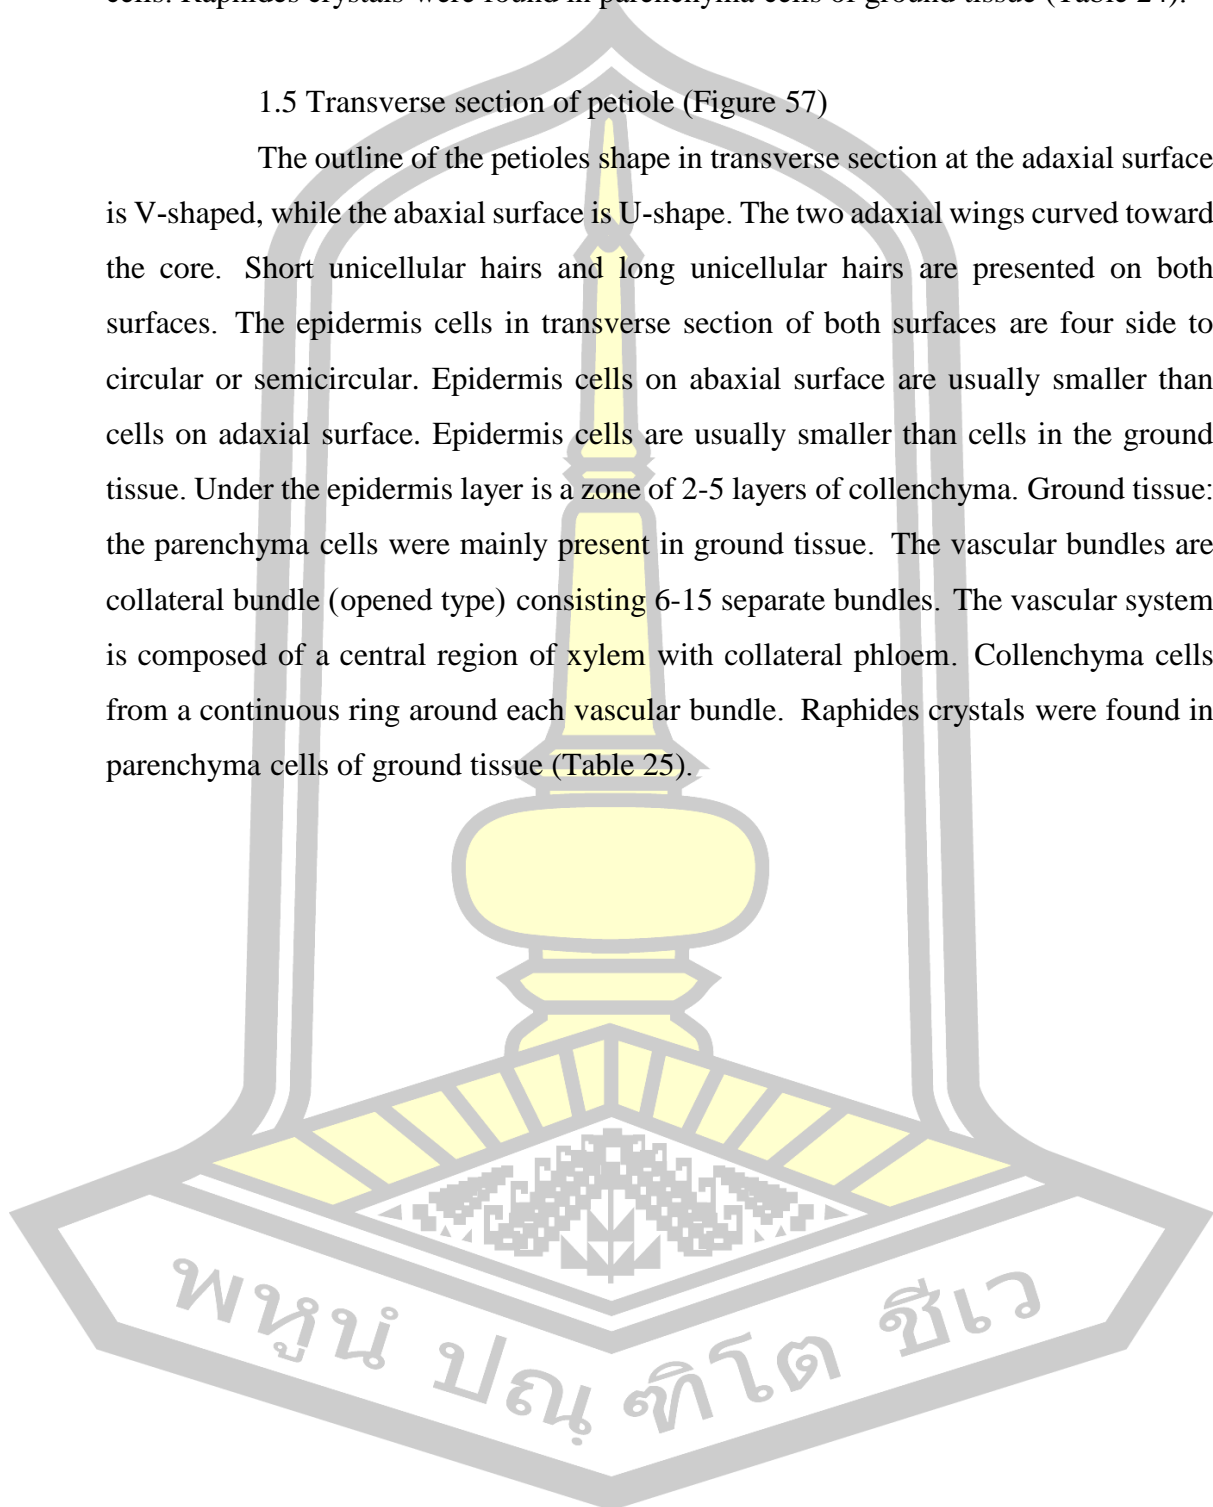 cells. Raphides crystals were found in parenchyma cells of ground tissue (Table 24).
1.5 Transverse section of petiole (Figure 57)
The outline of the petioles shape in transverse section at the adaxial surface
is V-shaped, while the abaxial surface is U-shape. The two adaxial wings curved toward
the core. Short unicellular hairs and long unicellular hairs are presented on both
surfaces. The epidermis cells in transverse section of both surfaces are four side to
circular or semicircular. Epidermis cells on abaxial surface are usually smaller than
cells on adaxial surface. Epidermis cells are usually smaller than cells in the ground
tissue. Under the epidermis layer is a zone of 2-5 layers of collenchyma. Ground tissue:
the parenchyma cells were mainly present in ground tissue. The vascular bundles are
collateral bundle (opened type) consisting 6-15 separate bundles. The vascular system
is composed of a central region of xylem with collateral phloem. Collenchyma cells
from a continuous ring around each vascular bundle. Raphides crystals were found in
parenchyma cells of ground tissue (Table 25).
พหูนํ ปณฺฑิโต ชีเว